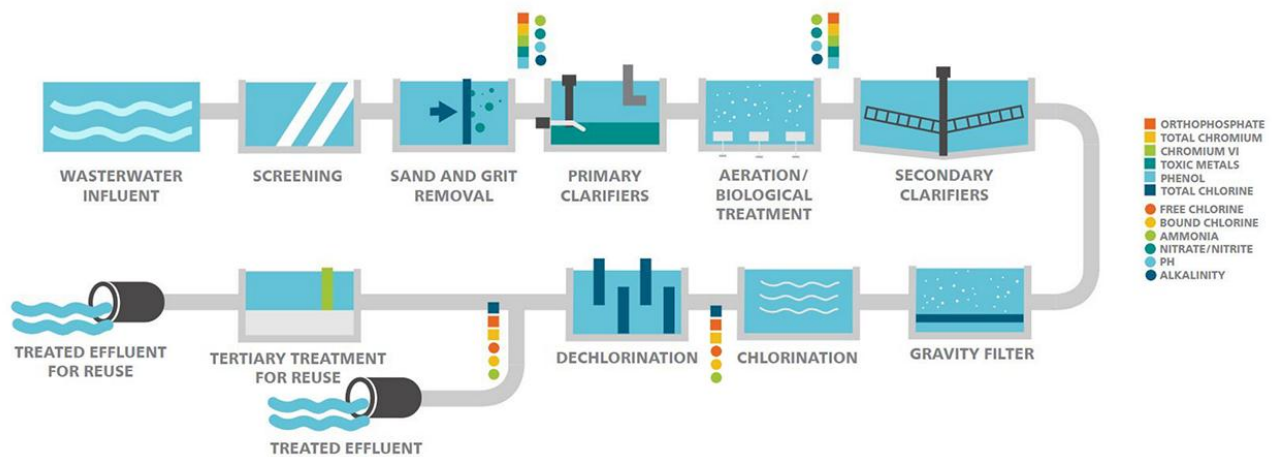 WASTERWATER
INFLUENT
SCREENING
SAND AND GRIT
REMOVAL
PRIMARY
CLARIFIERS
AERATION/
BIOLOGICAL
TREATMENT
SECONDARY
CLARIFIERS
ORTHOPHOSPHATE
TOTAL CHROMIUM
CHROMIUM VI
TOXIC METALS
PHENOL
TOTAL CHLORINE
FREE CHLORINE
BOUND CHLORINE
AMMONIA
NITRATE/NITRITE
PH
ALKALINITY
TREATED EFFLUENT
FOR REUSE
TERTIARY TREATMENT
FOR REUSE
DECHLORINATION
CHLORINATION
GRAVITY FILTER
TREATED EFFLUENT